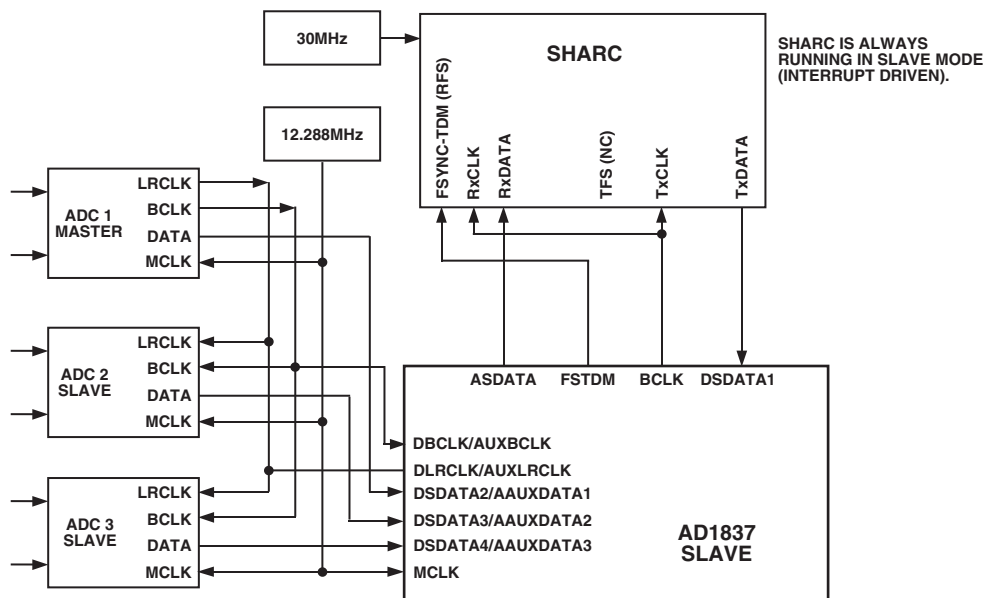 30MHz
SHARC
SHARC IS ALWAYS
RUNNING IN SLAVE MODE
(INTERRUPT DRIVEN).
12.288MHz
FSYNC-TDM (RFS)
RxCLK
RxDATA
TFS (NC)
TxCLK
TxDATA
ADC 1
MASTER
LRCLK
BCLK
DATA
MCLK
ADC 2
SLAVE
LRCLK
BCLK
DATA
MCLK
ADC 3
SLAVE
LRCLK
BCLK
DATA
MCLK
ASDATA FSTDM BCLK DSDATA1
DBCLK/AUXBCLK
DLRCLK/AUXLRCLK
DSDATA2/AAUXDATA1
DSDATA3/AAUXDATA2
DSDATA4/AAUXDATA3
MCLK
AD1837
SLAVE